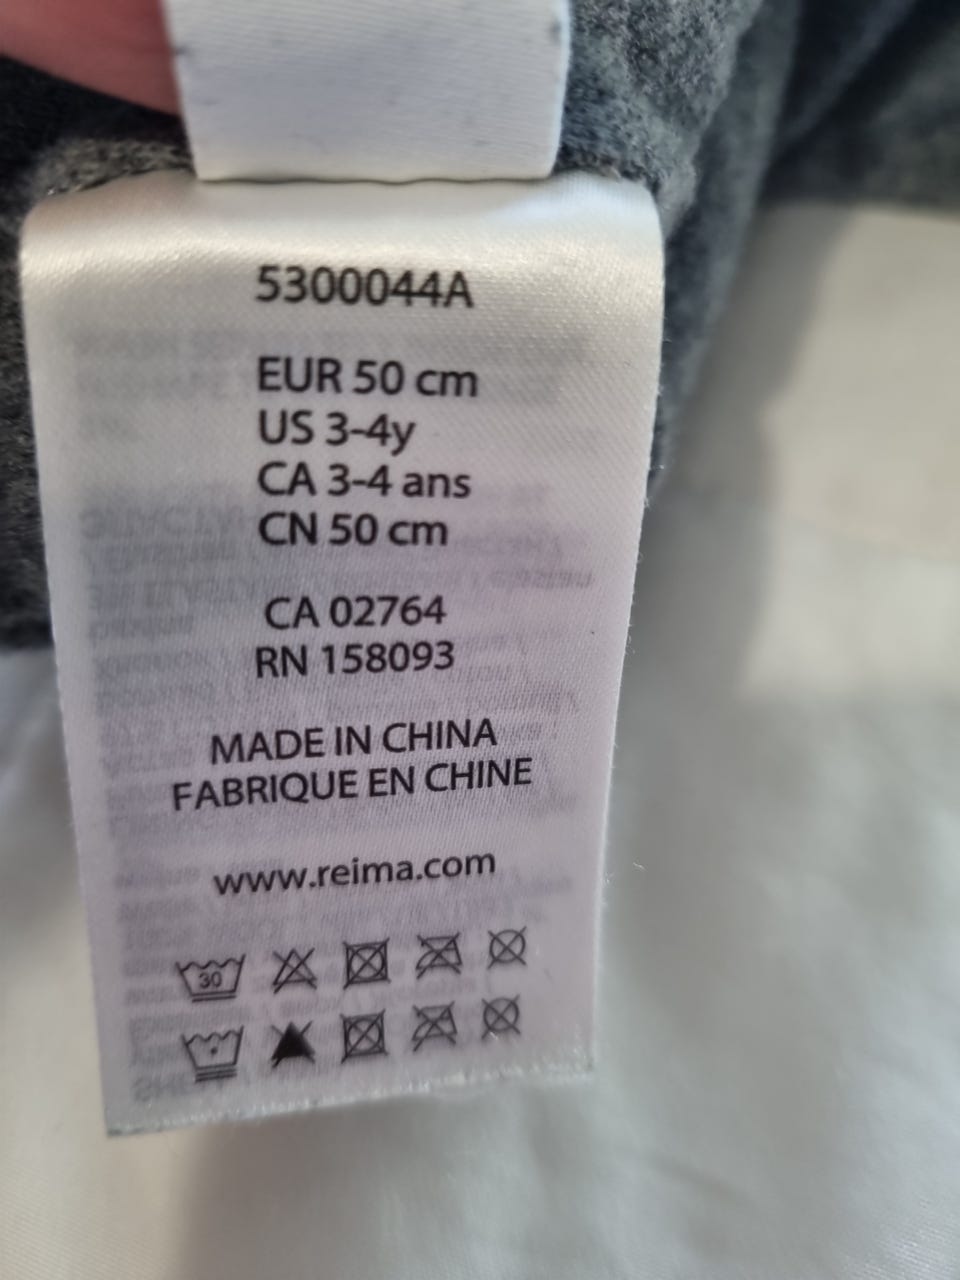 5300044A
EUR 50 cm
US 3-4y
CA 3-4 ans
CN 50 cm
CA 02764
RN 158093
MADE IN CHINA
FABRIQUE EN CHINE
www.reima.com
30